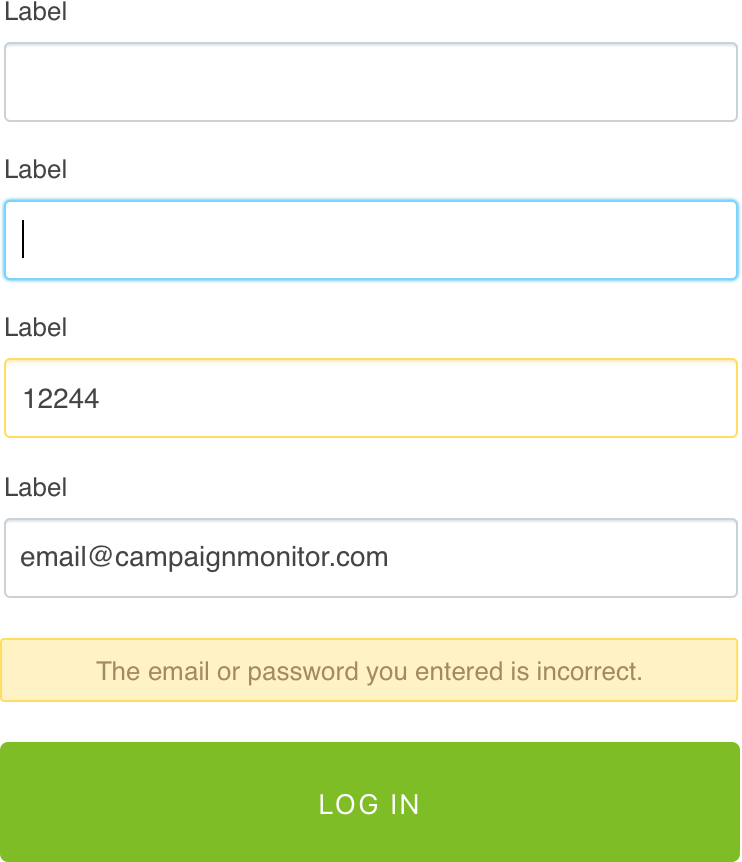 Label
Label
Label
12244
Label
email@campaignmonitor.com
The email or password you entered is incorrect.
LOG IN